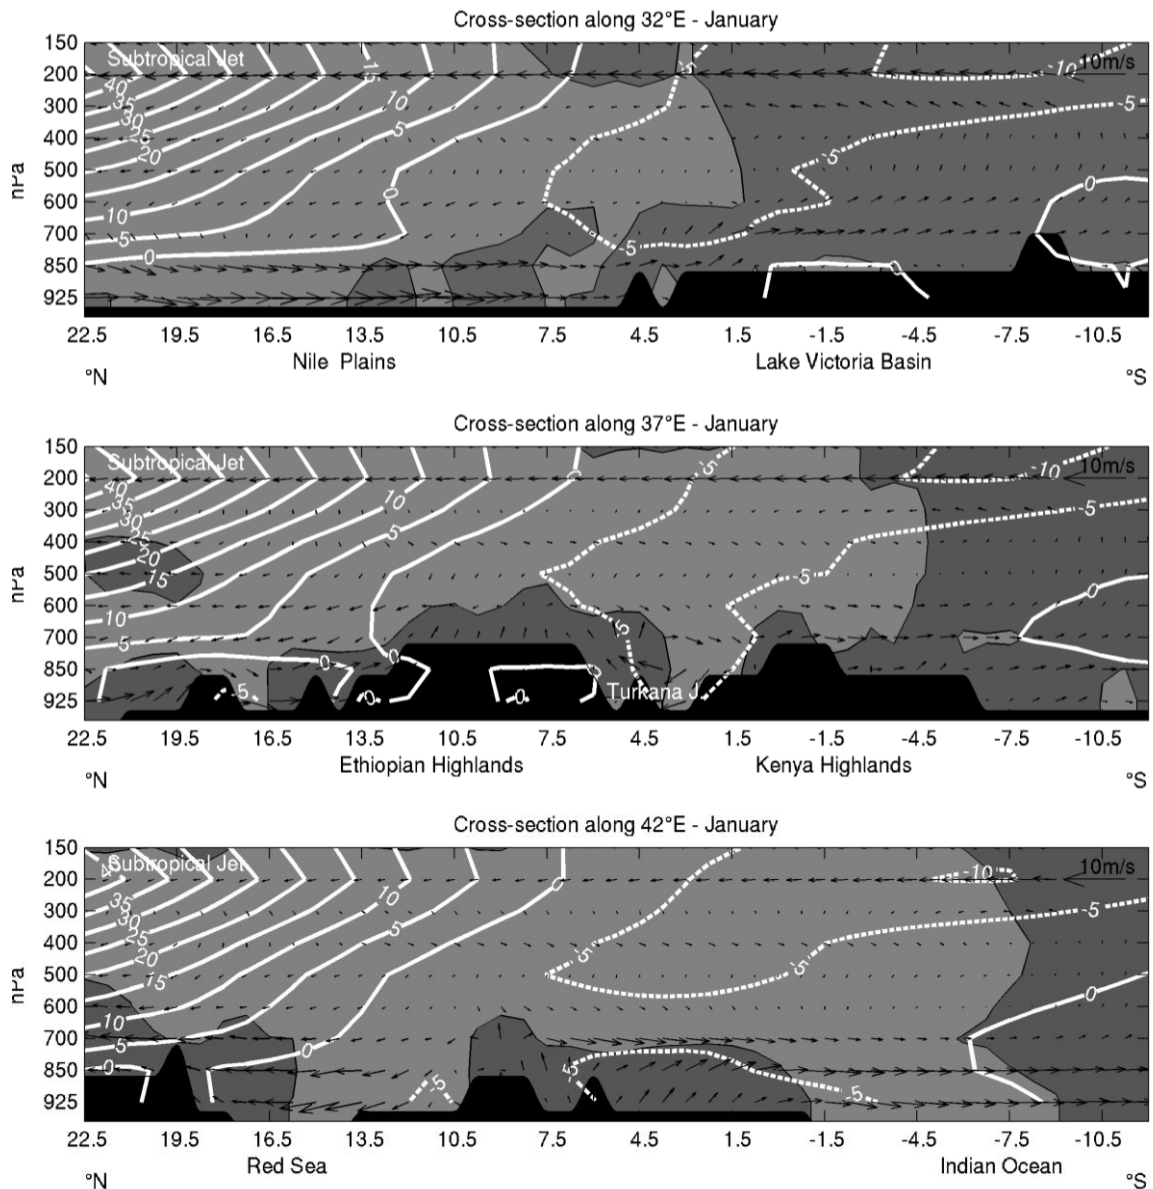 Cross-section along 32°E - January
150 Subtropical Jet 15 -5 -10 10m/s
200
40
35 300 10 -5
30
25 400 5
20 -5
500
0 0
10 600
5 700 -5
0
850 0
925
nPa
22.5 19.5 16.5 13.5 10.5 7.5 4.5 1.5 -1.5 -4.5 -7.5 -10.5
Nile Plains Lake Victoria Basin
°N °S
Cross-section along 37°E - January
150 Subtropical Jet -5 -10 10m/s
200 0
40
35 300 10 -5
30
25 400 5
20
15 500 -5
0
10 600
5 700 -5
0 0
850 0
-5 Turkana J.
925 0 0
nPa
22.5 19.5 16.5 13.5 10.5 7.5 4.5 1.5 -1.5 -4.5 -7.5 -10.5
Ethiopian Highlands Kenya Highlands
°N °S
Cross-section along 42°E - January
150 Subtropical Jet 10m/s
200 0 -10
35 300 10 -5
30
25 5
20 400 -5
15 500 -5
0
600
10 700
5 0
0 850 -5
-5 -5
925
nPa
22.5 19.5 16.5 13.5 10.5 7.5 4.5 1.5 -1.5 -4.5 -7.5 -10.5
Red Sea Indian Ocean
°N °S